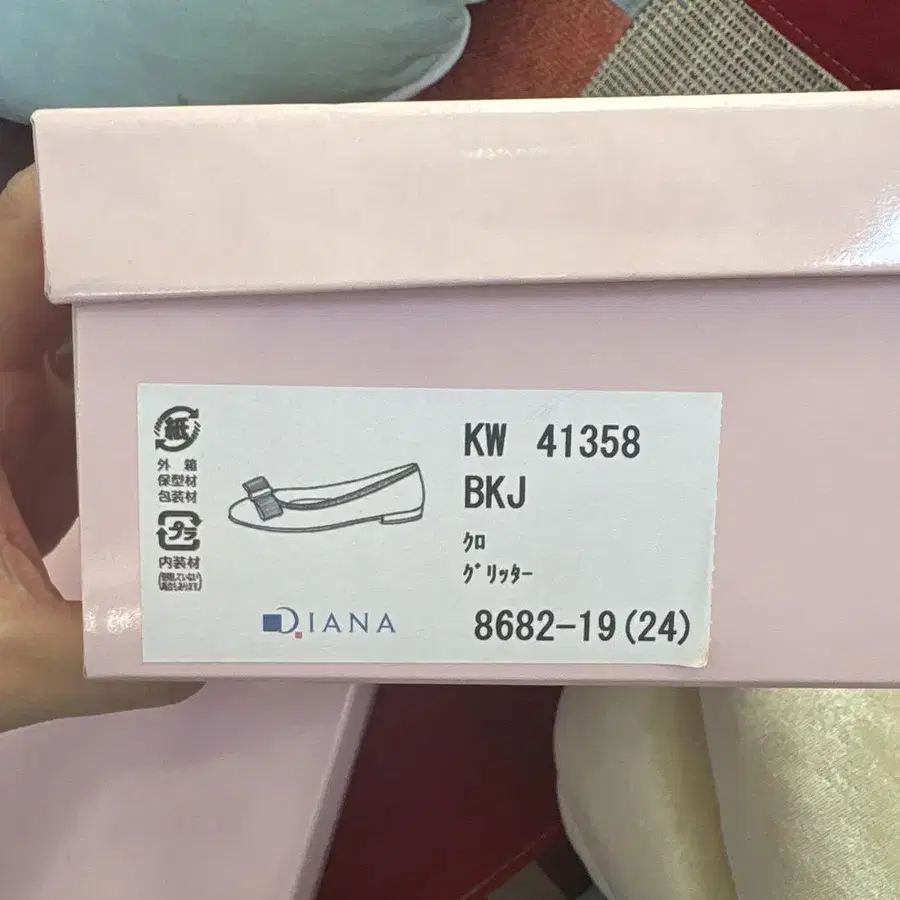 紙
外 箱
保型材
包装材
プラ
内装材
DIANA
KW 41358
BKJ
ｸﾛ
ｸﾞﾘｯﾀｰ
8682-19(24)